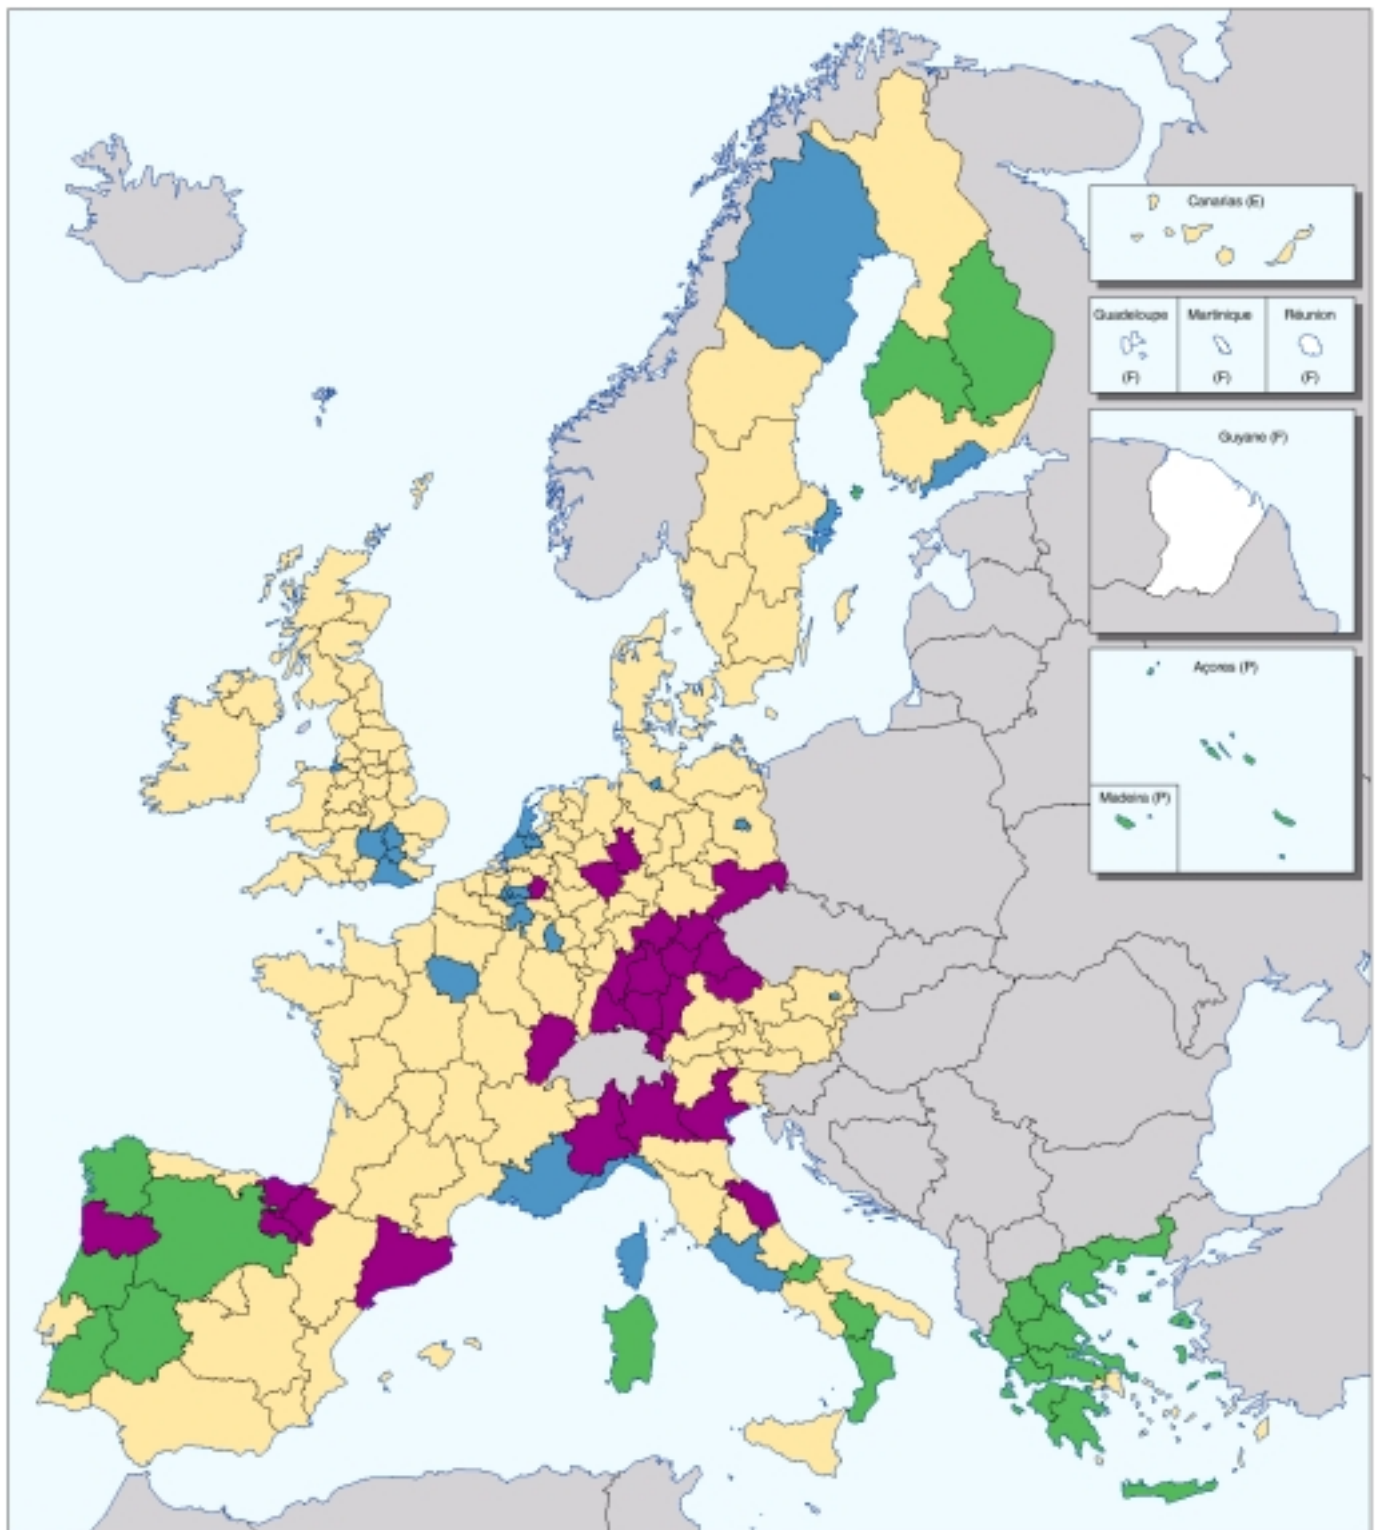 Canarias (E)
Guadeloupe Martinique Réunion
(F) (F) (F)
Guyane (F)
Açores (P)
Madeira (P)